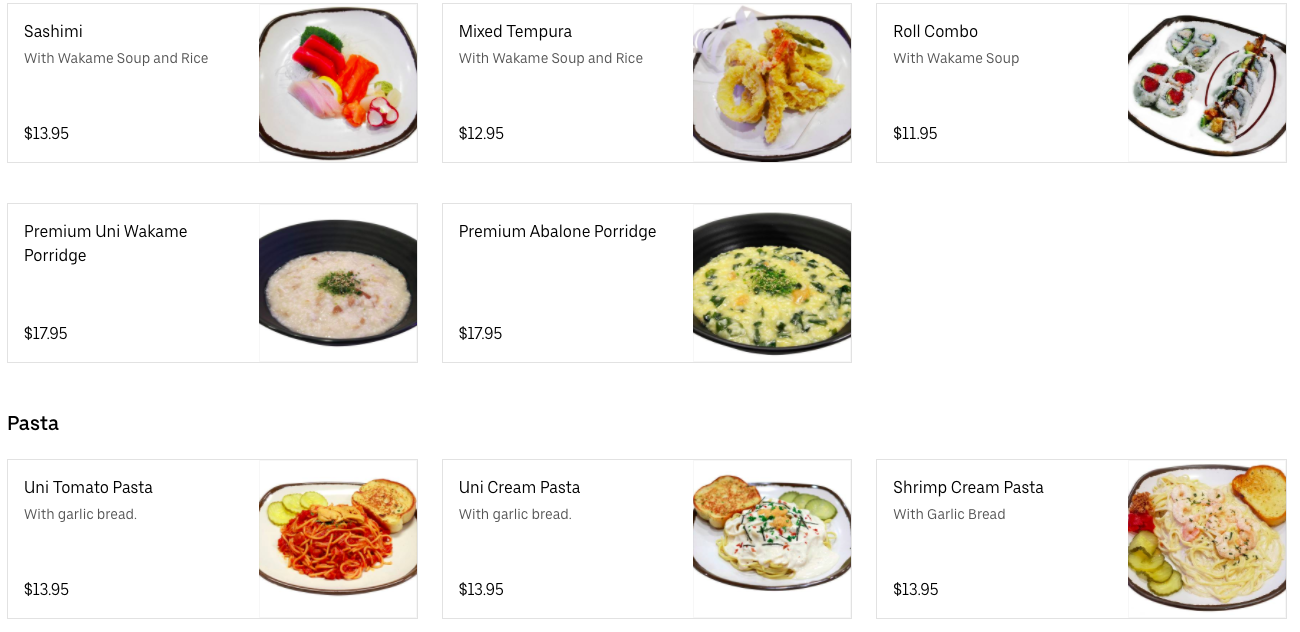 Sashimi
With Wakame Soup and Rice
$13.95
Mixed Tempura
With Wakame Soup and Rice
$12.95
Roll Combo
With Wakame Soup
$11.95
Premium Uni Wakame
Porridge
$17.95
Premium Abalone Porridge
$17.95
Pasta
Uni Tomato Pasta
With garlic bread.
$13.95
Uni Cream Pasta
With garlic bread.
$13.95
Shrimp Cream Pasta
With Garlic Bread
$13.95